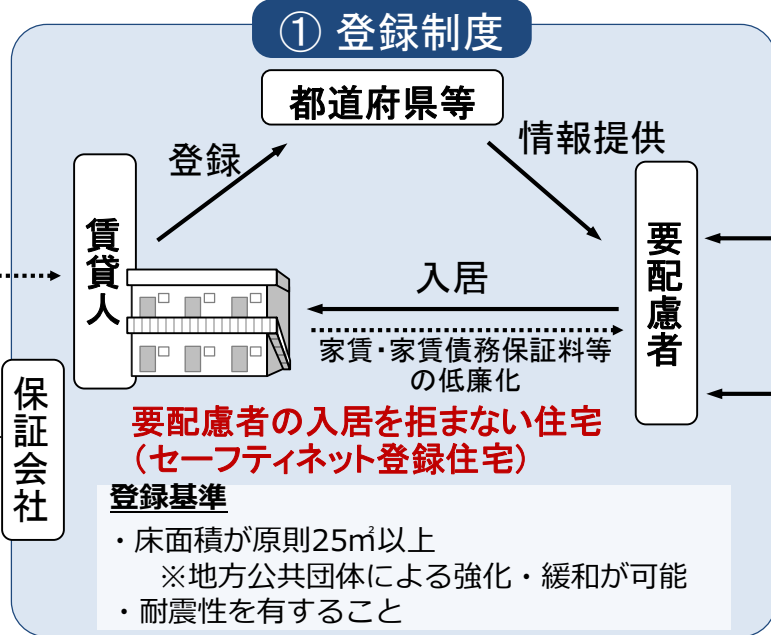 ① 登録制度
都道府県等
登録
情報提供
賃貸人
要配慮者
入居
家賃・家賃債務保証料等
の低廉化
保証会社
要配慮者の入居を拒まない住宅
（セーフティネット登録住宅）
登録基準
・床面積が原則25㎡以上
※地方公共団体による強化・緩和が可能
・耐震性を有すること